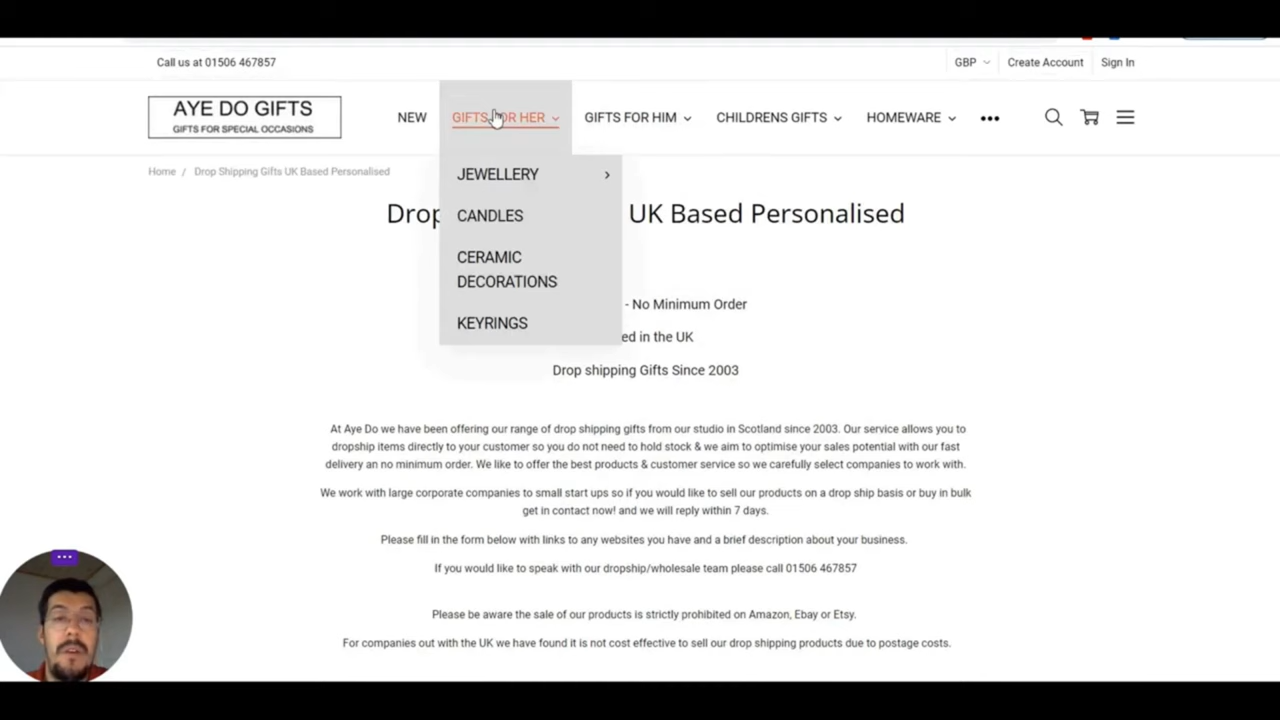 Call us at 01506 467857
GBP Create Account Sign In
AYE DO GIFTS
GIFTS FOR SPECIAL OCCASIONS
NEW GIFTS FOR HER GIFTS FOR HIM CHILDRENS GIFTS HOMEWARE
Home / Drop Shipping Gifts UK Based Personalised
JEWELLERY
CANDLES
CERAMIC
DECORATIONS
KEYRINGS
Drop UK Based Personalised
- No Minimum Order
in the UK
Drop shipping Gifts Since 2003
At Aye Do we have been offering our range of drop shipping gifts from our studio in Scotland since 2003. Our service allows you to
dropship items directly to your customer so you do not need to hold stock & we aim to optimise your sales potential with our fast
delivery an no minimum order. We like to offer the best products & customer service so we carefully select companies to work with.
We work with large corporate companies to small start ups so if you would like to sell our products on a drop ship basis or buy in bulk
get in contact now! and we will reply within 7 days.
Please fill in the form below with links to any websites you have and a brief description about your business.
If you would like to speak with our dropship/wholesale team please call 01506 467857
Please be aware the sale of our products is strictly prohibited on Amazon, Ebay or Etsy.
For companies out with the UK we have found it is not cost effective to sell our drop shipping products due to postage costs.